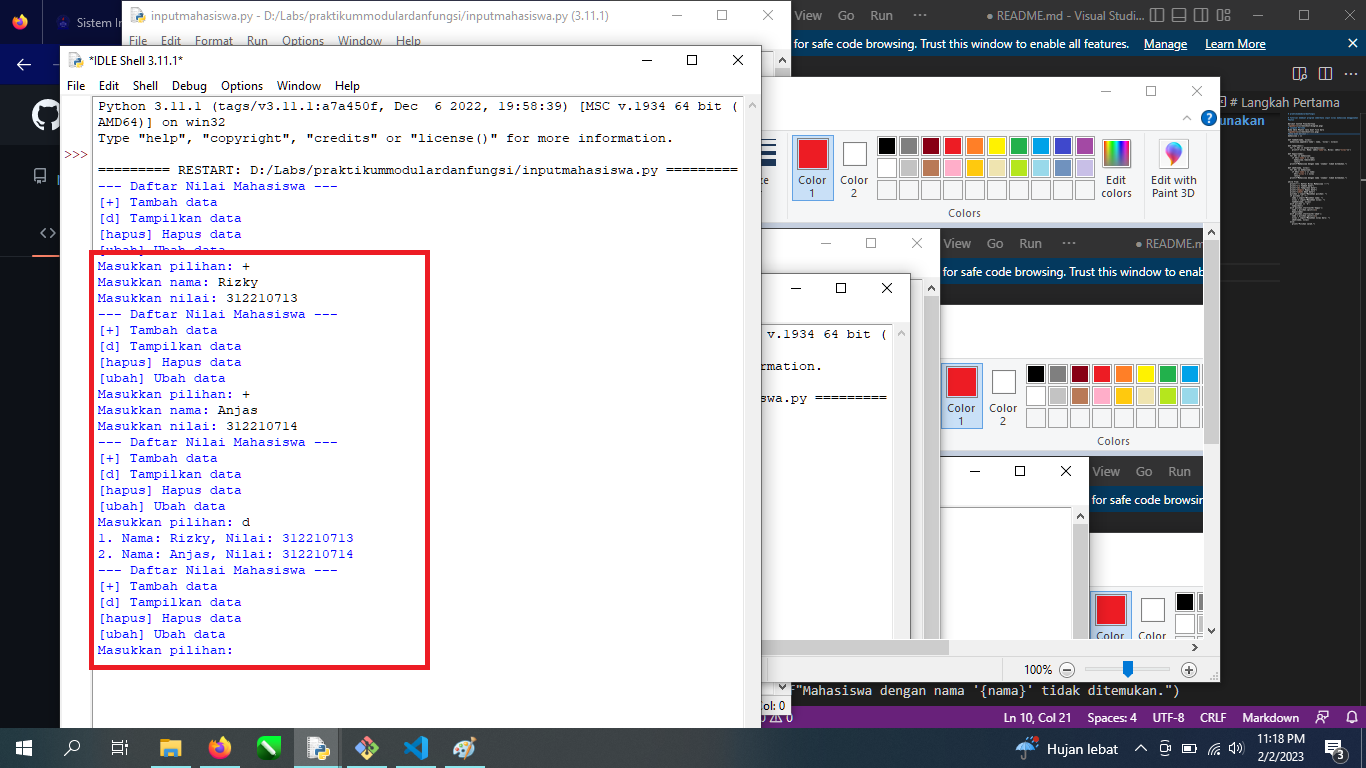 Sistem In
inputmahasiswa.py - D:/Labs/praktikummodulardanfungsi/inputmahasiswa.py (3.11.1)
File Edit Format Run Options Window Help
View Go Run ··· ● README.md - Visual Studi...
for safe code browsing. Trust this window to enable all features. Manage Learn More
*IDLE Shell 3.11.1*
File Edit Shell Debug Options Window Help
Python 3.11.1 (tags/v3.11.1:a7a450f, Dec  6 2022, 19:58:39) [MSC v.1934 64 bit (
AMD64)] on win32
Type "help", "copyright", "credits" or "license()" for more information.
>>>
========= RESTART: D:/Labs/praktikummodulardanfungsi/inputmahasiswa.py =========
--- Daftar Nilai Mahasiswa ---
[+] Tambah data
[d] Tampilkan data
[hapus] Hapus data
[ubah] Ubah data
Masukkan pilihan: +
Masukkan nama: Rizky
Masukkan nilai: 312210713
--- Daftar Nilai Mahasiswa ---
[+] Tambah data
[d] Tampilkan data
[hapus] Hapus data
[ubah] Ubah data
Masukkan pilihan: +
Masukkan nama: Anjas
Masukkan nilai: 312210714
--- Daftar Nilai Mahasiswa ---
[+] Tambah data
[d] Tampilkan data
[hapus] Hapus data
[ubah] Ubah data
Masukkan pilihan: d
1. Nama: Rizky, Nilai: 312210713
2. Nama: Anjas, Nilai: 312210714
--- Daftar Nilai Mahasiswa ---
[+] Tambah data
[d] Tampilkan data
[hapus] Hapus data
[ubah] Ubah data
Masukkan pilihan:
# Langkah Pertama
unakan
Color 1
Color 2
Edit colors
Edit with Paint 3D
Colors
View Go Run ··· ● README.m
for safe code browsing. Trust this window to enab
v.1934 64 bit (
rmation.
swa.py =========
Color 1
Color 2
Colors
View Go Run
for safe code browsin
Color Color
100%
f"Mahasiswa dengan nama '{nama}' tidak ditemukan.")
Col: 0
0
Ln 10, Col 21 Spaces: 4 UTF-8 CRLF Markdown
Hujan lebat
11:18 PM
2/2/2023
3